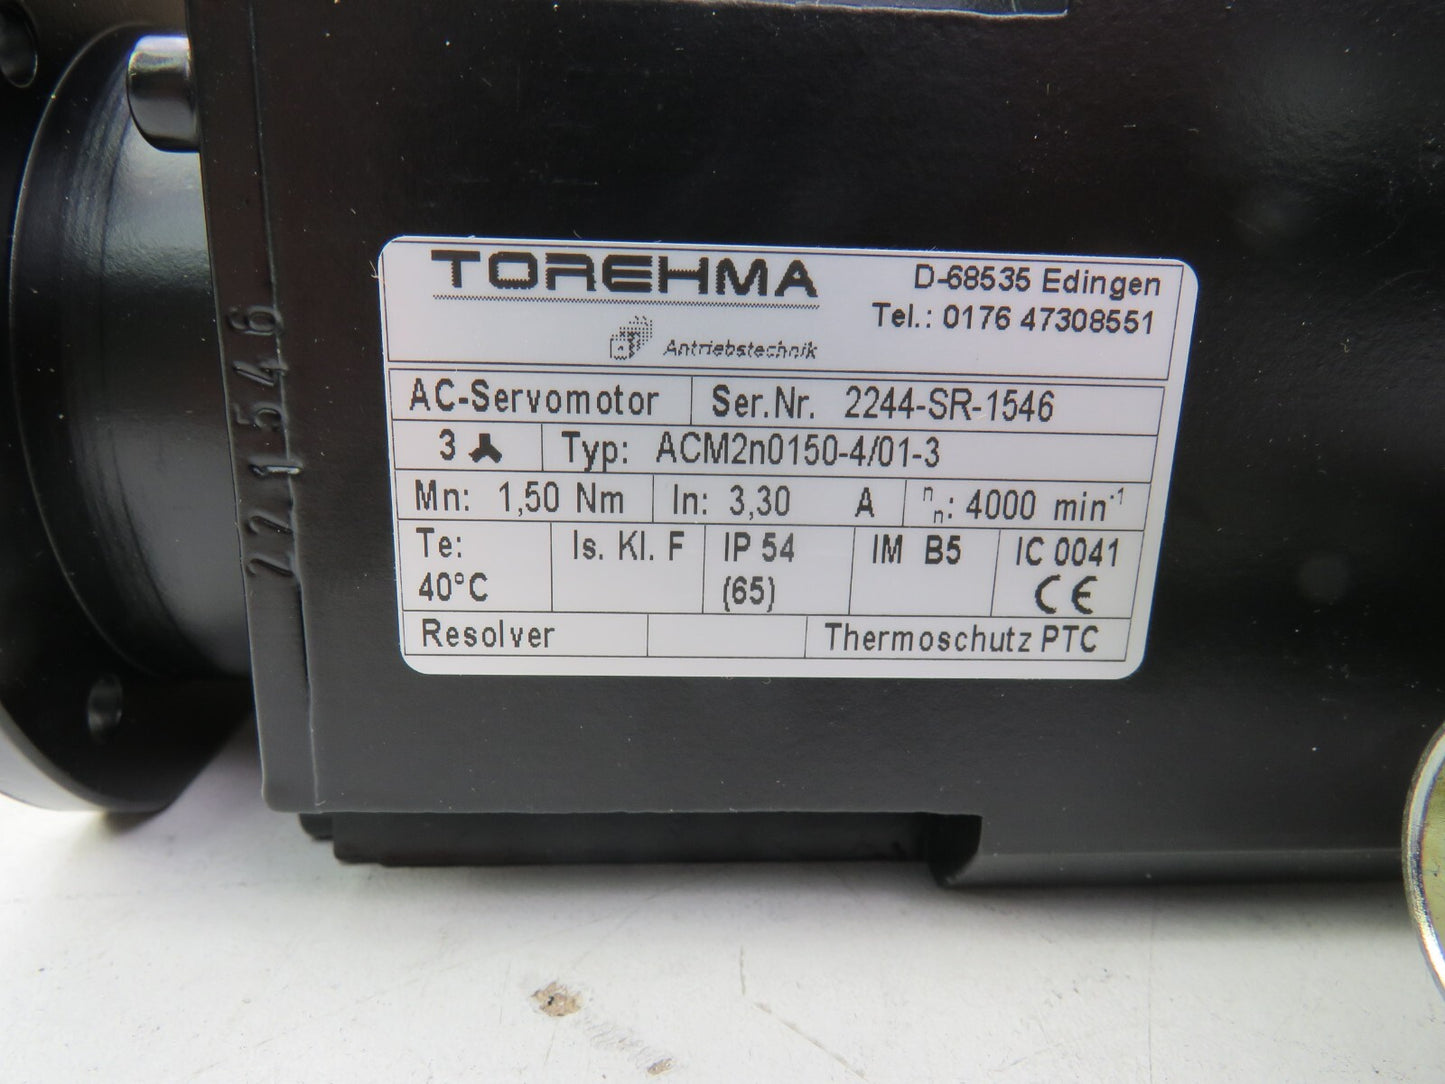 TOREHMA
D-68535 Edingen
Tel.: 0176 47308551
Antriebstechnik
AC-Servomotor Ser.Nr. 2244-SR-1546
3 Typ: ACM2n0150-4/01-3
Mn: 1,50 Nm In: 3,30 A nn: 4000 min-1
Te: Is. Kl. F IP 54 IM B5 IC 0041
40°C (65) CE
Resolver Thermoschutz PTC
221546